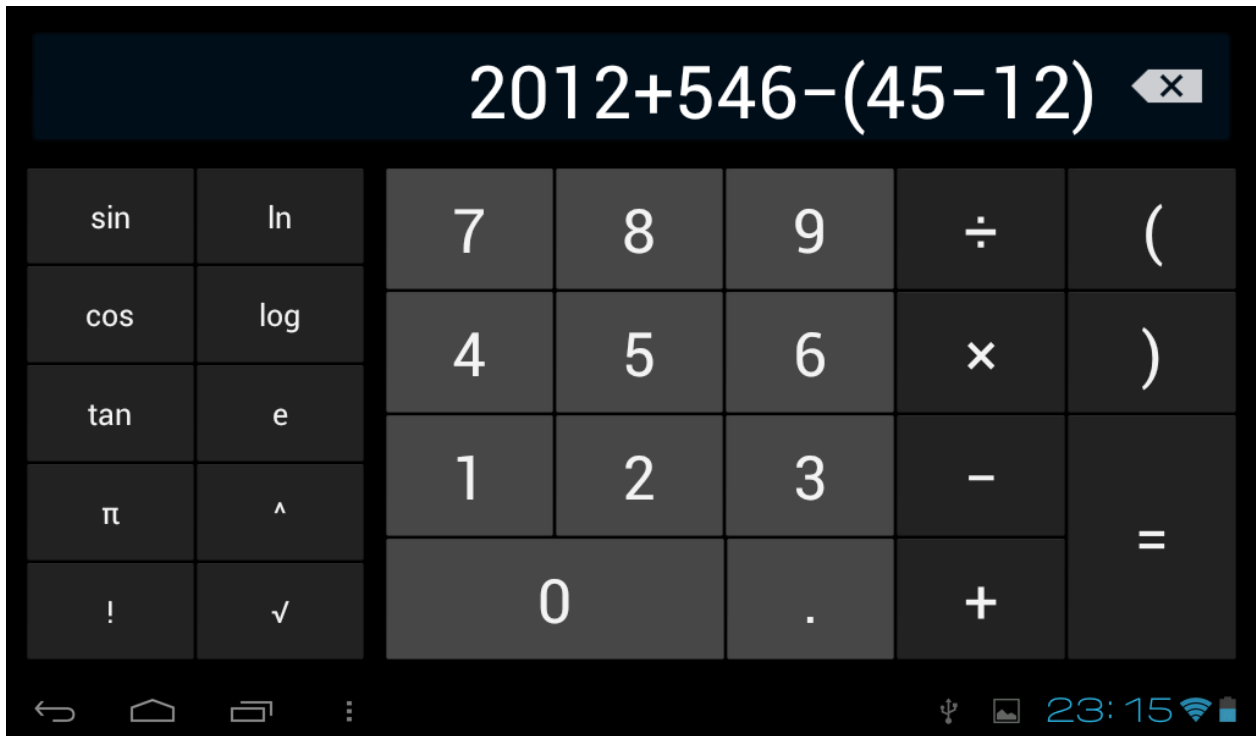 2012+546−(45−12)
sin ln 7 8 9 ÷ (
cos log 4 5 6 × )
tan e 1 2 3 −
π ^ =
! √ 0 . +
23:15